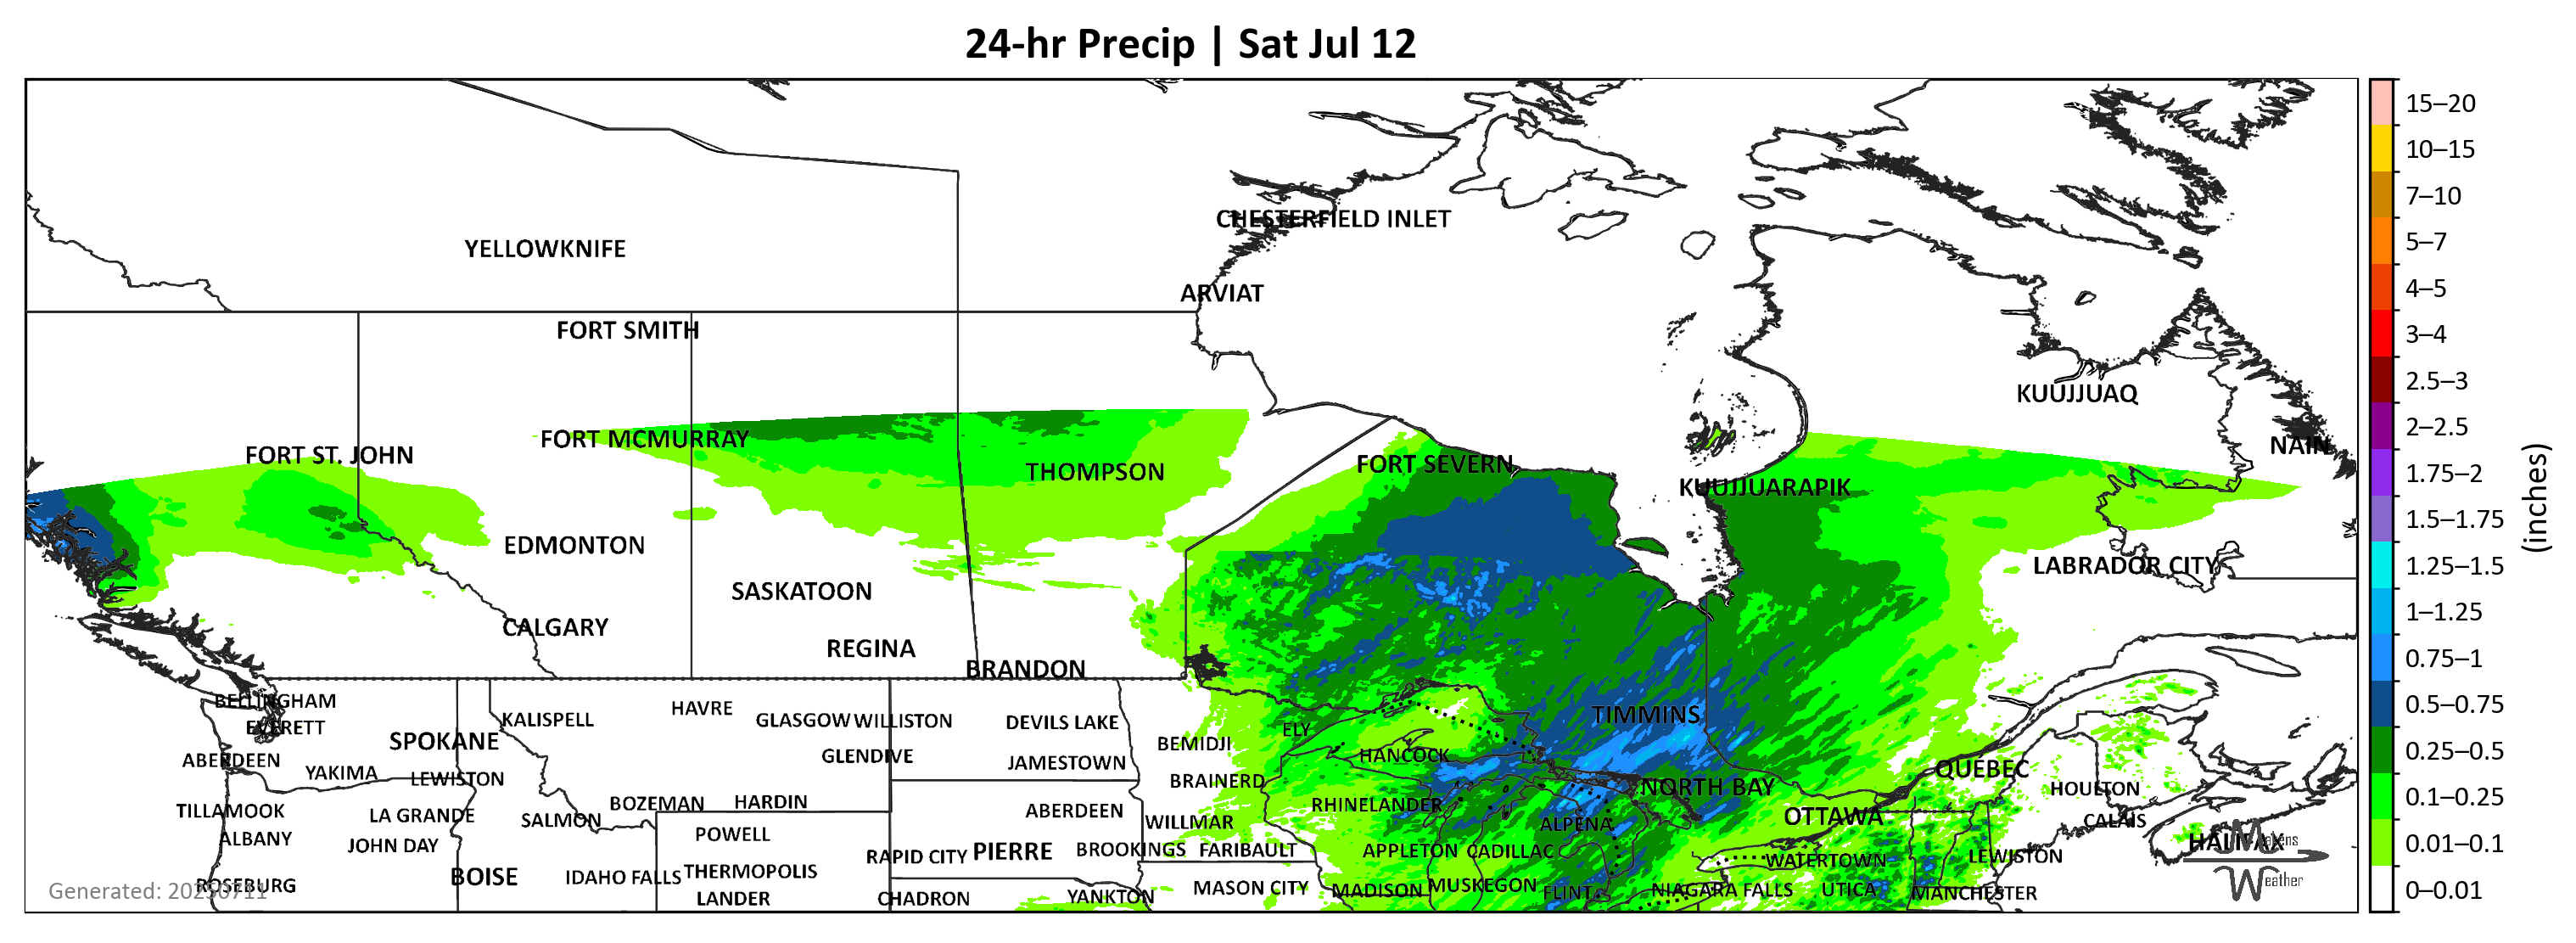 24-hr Precip | Sat Jul 12
CHESTERFIELD INLET
YELLOWKNIFE
ARVIAT
FORT SMITH
KUUJJUAQ
FORT MCMURRAY
NAIN
FORT ST. JOHN
FORT SEVERN
THOMPSON
KUUJJUARAPIK
EDMONTON
LABRADOR CITY
SASKATOON
CALGARY
REGINA
BRANDON
BELLINGHAM
HAVRE
KALISPELL
GLASGOW
WILLISTON
DEVILS LAKE
TIMMINS
EVERETT
ELY
SPOKANE
BEMIDJI
GLENDIVE
HANCOCK
ABERDEEN
JAMESTOWN
QUÉBEC
YAKIMA
LEWISTON
BRAINERD
NORTH BAY
HOULTON
BOZEMAN
HARDIN
RHINELANDER
TILLAMOOK
LA GRANDE
SALMON
ABERDEEN
WILLMAR
ALPENA
OTTAWA
CALAIS
ALBANY
POWELL
JOHN DAY
HALIFAX
RAPID CITY
PIERRE
BROOKINGS
FARIBAULT
APPLETON
CADILLAC
WATERTOWN
LEWISTON
BOISE
IDAHO FALLS
THERMOPOLIS
ROSEBURG
MASON CITY
MADISON
MUSKEGON
FLINT
NIAGARA FALLS
UTICA
MANCHESTER
LANDER
CHADRON
YANKTON
Generated: 20250711
Weather
15–20
10–15
7–10
5–7
4–5
3–4
2.5–3
2–2.5
1.75–2
1.5–1.75
1.25–1.5
1–1.25
0.75–1
0.5–0.75
0.25–0.5
0.1–0.25
0.01–0.1
0–0.01
(inches)